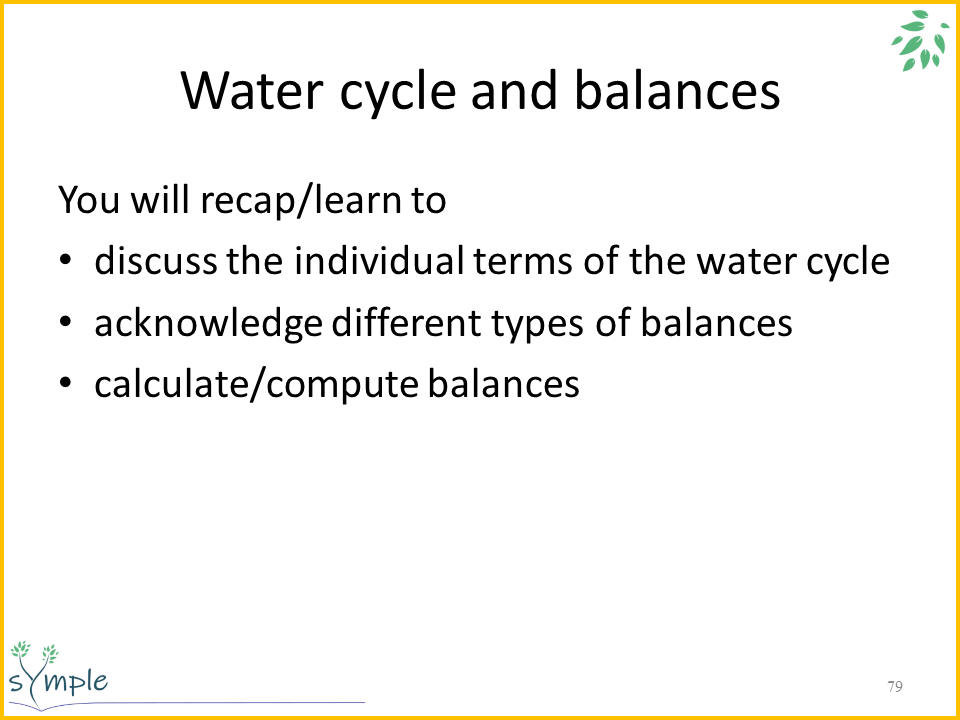 Water cycle and balances
You will recap/learn to
• discuss the individual terms of the water cycle
• acknowledge different types of balances
• calculate/compute balances
sYmple
79